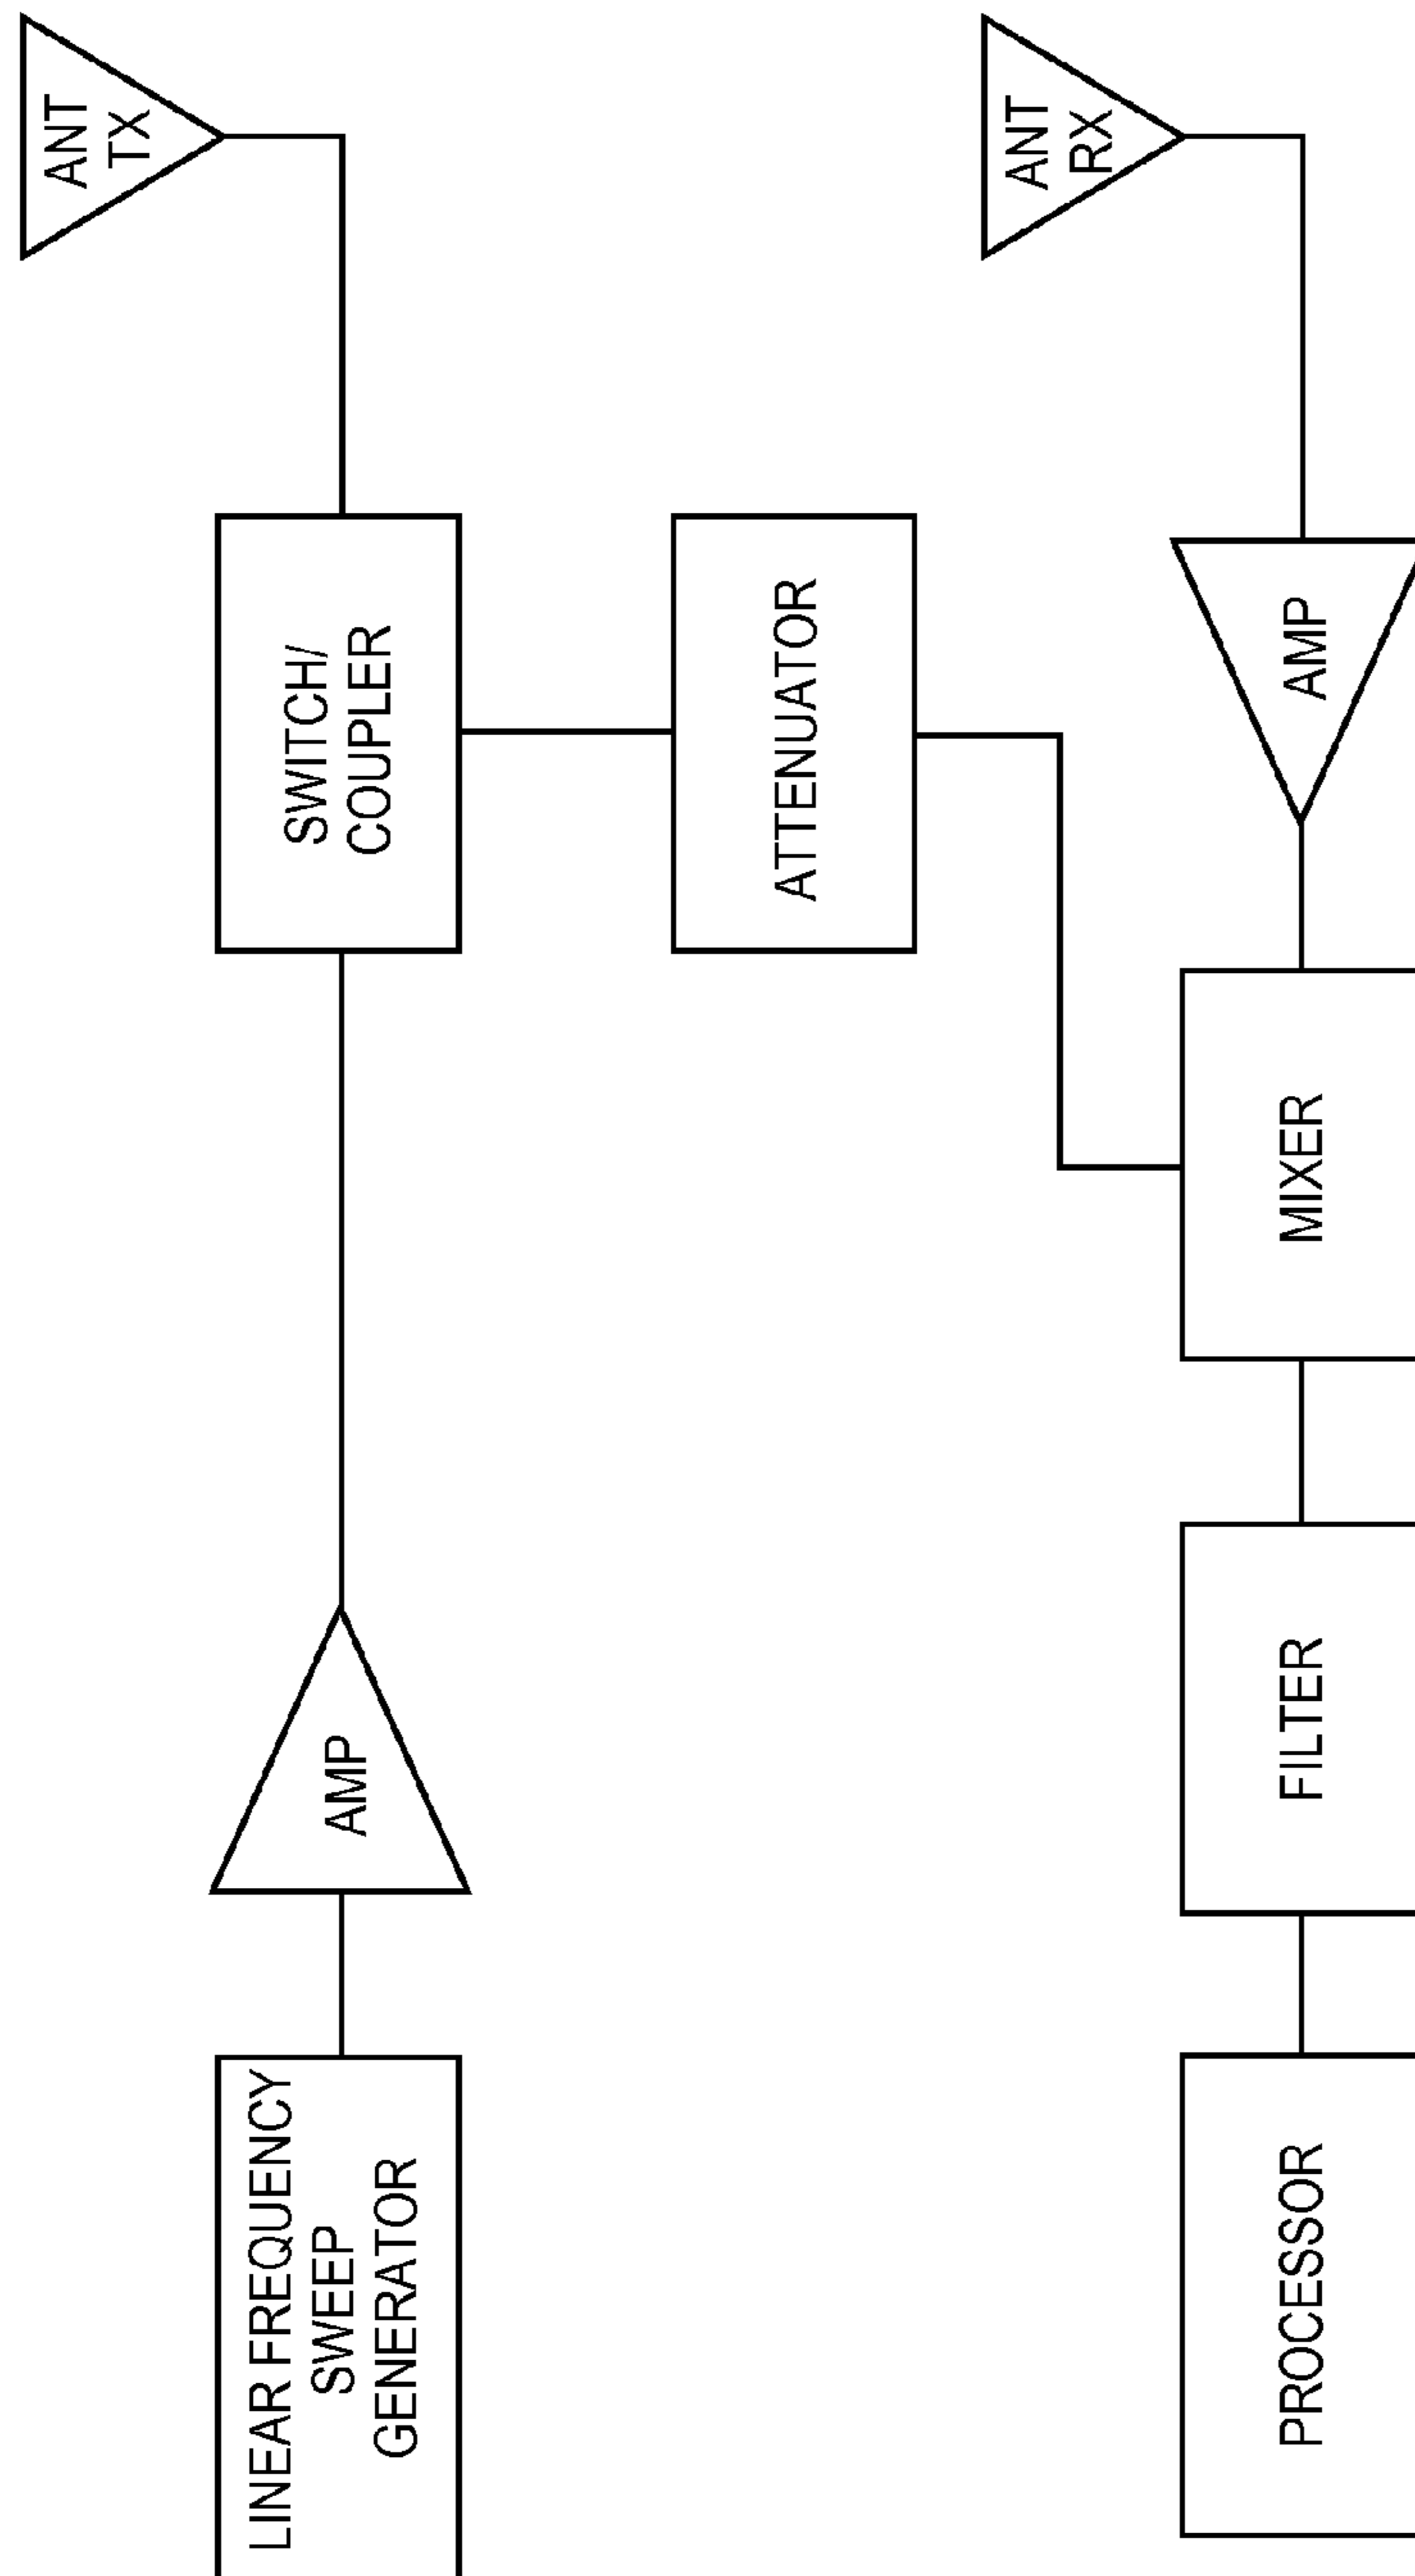 LINEAR FREQUENCY
SWEEP
GENERATOR
AMP
SWITCH/
COUPLER
ANT
TX
ATTENUATOR
ANT
RX
AMP
MIXER
FILTER
PROCESSOR